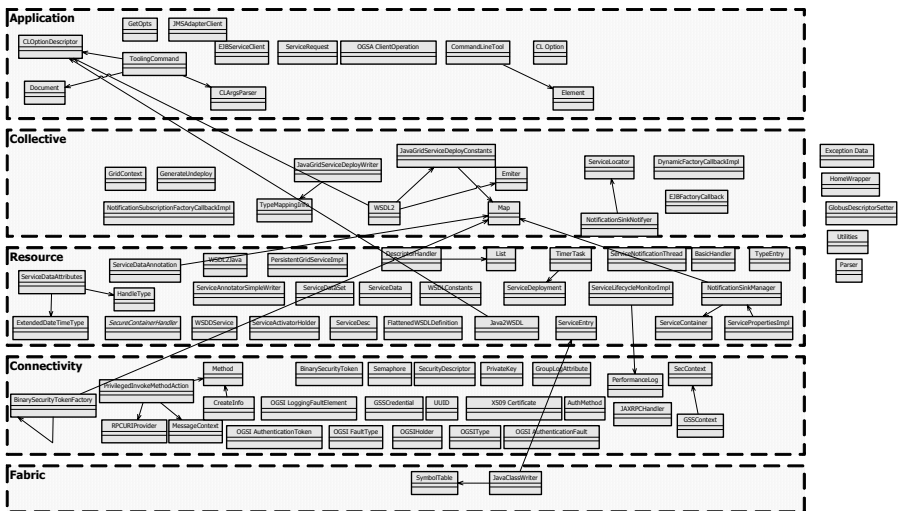 Application
GetOpts
JMSAdapterClient
CLOptionDescriptor
ToolingCommand
EJBServiceClient
ServiceRequest
OGSA ClientOperation
CommandLineTool
CL Option
Document
CLArgsParser
Element
Collective
JavaGridServiceDeployWriter
JavaGridServiceDeployConstants
ServiceLocator
DynamicFactoryCallbackImpl
Exception Data
GridContext
GenerateUndeploy
Emiter
HomeWrapper
NotificationSubscriptionFactoryCallbackImpl
TypeMappingInfo
WSDL2
Map
NotificationSinkNotifyer
EJBFactoryCallback
GlobusDescriptorSetter
Utilities
Parser
Resource
ServiceDataAnnotation
WSDL2Java
PersistentGridServiceImpl
DescriptorHandler
List
TimerTask
ServiceNotificationThread
BasicHandler
TypeEntry
ServiceDataAttributes
HandleType
ServiceAnnotatorSimpleWriter
ServiceDataSet
ServiceData
WSDLConstants
ServiceDeployment
ServiceLifecycleMonitorImpl
NotificationSinkManager
ExtendedDateTimeType
SecureContainerHandler
WSDDService
ServiceActivatorHolder
ServiceDesc
FlattenedWSDLDefinition
Java2WSDL
ServiceEntry
ServiceContainer
ServicePropertiesImpl
Connectivity
Method
BinarySecurityToken
Semaphore
SecurityDescriptor
PrivateKey
GroupLogAttribute
SecContext
PrivilegedInvokeMethodAction
PerformanceLog
BinarySecurityTokenFactory
CreateInfo
OGSI LoggingFaultElement
GSSCredential
UUID
X509 Certificate
AuthMethod
JAXRPCHandler
GSSContext
RPCURIProvider
MessageContext
OGSI AuthenticationToken
OGSI FaultType
OGSIHolder
OGSIType
OGSI AuthenticationFault
Fabric
SymbolTable
JavaClassWriter